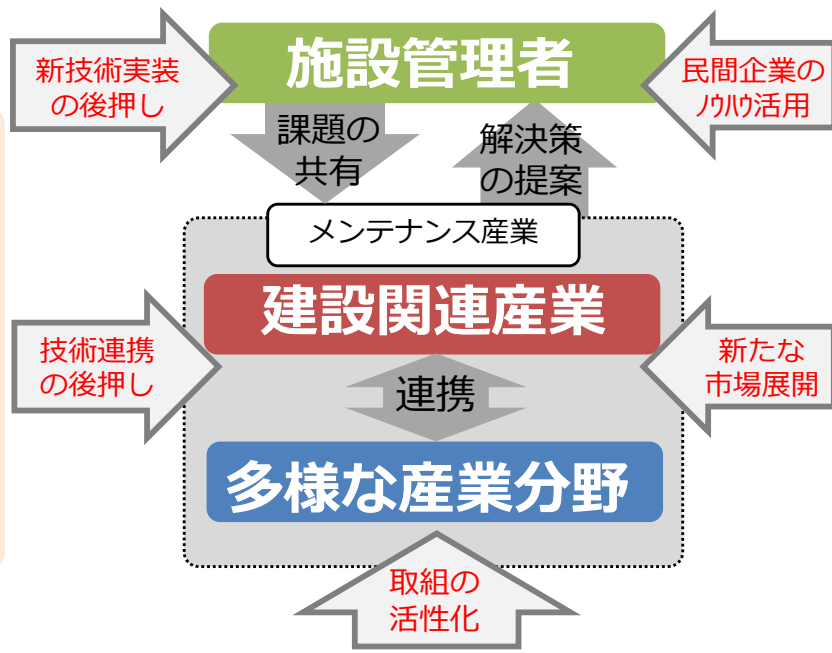 新技術実装
の後押し
施設管理者
民間企業の
ﾉｳﾊｳ活用
課題の
共有
解決策
の提案
メンテナンス産業
建設関連産業
技術連携
の後押し
新たな
市場展開
連携
多様な産業分野
取組の
活性化